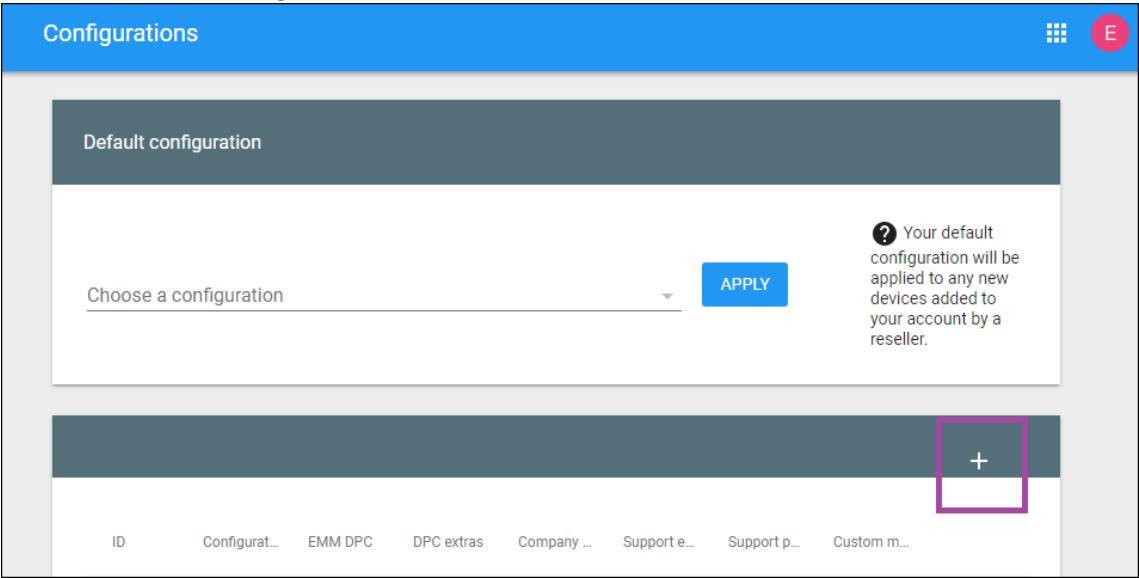 Configurations
E
Default configuration
Choose a configuration
APPLY
? Your default
configuration will be
applied to any new
devices added to
your account by a
reseller.
+
ID Configurat... EMM DPC DPC extras Company ... Support e... Support p... Custom m...